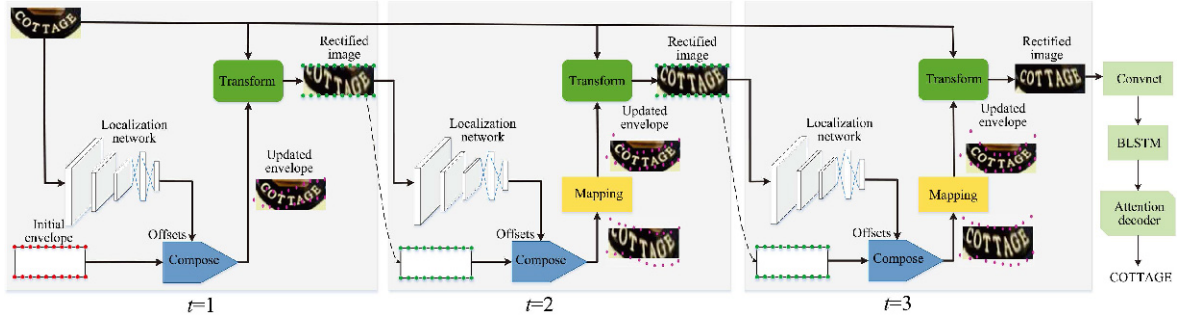 COTTAGE
Rectified
image
Transform
COTTAGE
Localization
network
Updated
envelope
COTTAGE
Initial
envelope
Offsets
Compose
t=1
Rectified
image
Transform
COTTAGE
Updated
envelope
Localization
network
COTTAGE
Mapping
Offsets
COTTAGE
Compose
t=2
Rectified
image
Transform
COTTAGE
Updated
envelope
Localization
network
COTTAGE
Mapping
Offsets
COTTAGE
Compose
t=3
Convnet
BLSTM
Attention
decoder
COTTAGE